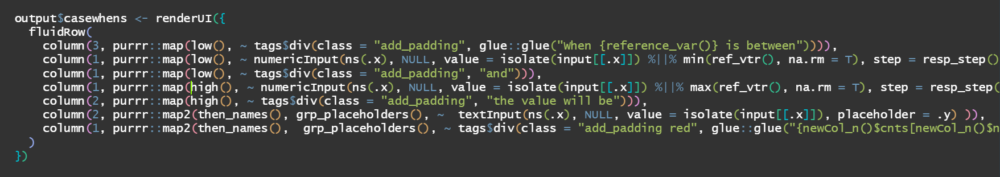 output$casewhens <- renderUI({
  fluidRow(
    column(3, purrr::map(low(), ~ tags$div(class = "add_padding", glue::glue("When {reference_var()} is between")))),
    column(1, purrr::map(low(), ~ numericInput(ns(.x), NULL, value = isolate(input[[.x]]) %||% min(ref_vtr(), na.rm = T), step = resp_step()
    column(1, purrr::map(low(), ~ tags$div(class = "add_padding", "and"))),
    column(1, purrr::map(high(), ~ numericInput(ns(.x), NULL, value = isolate(input[[.x]]) %||% max(ref_vtr(), na.rm = T), step = resp_step(
    column(2, purrr::map(high(), ~ tags$div(class = "add_padding", "the value will be"))),
    column(2, purrr::map2(then_names(), grp_placeholders(), ~  textInput(ns(.x), NULL, value = isolate(input[[.x]]), placeholder = .y) )),
    column(1, purrr::map2(then_names(),  grp_placeholders(), ~ tags$div(class = "add_padding red", glue::glue("{newCol_n()$cnts[newCol_n()$n
  )
})